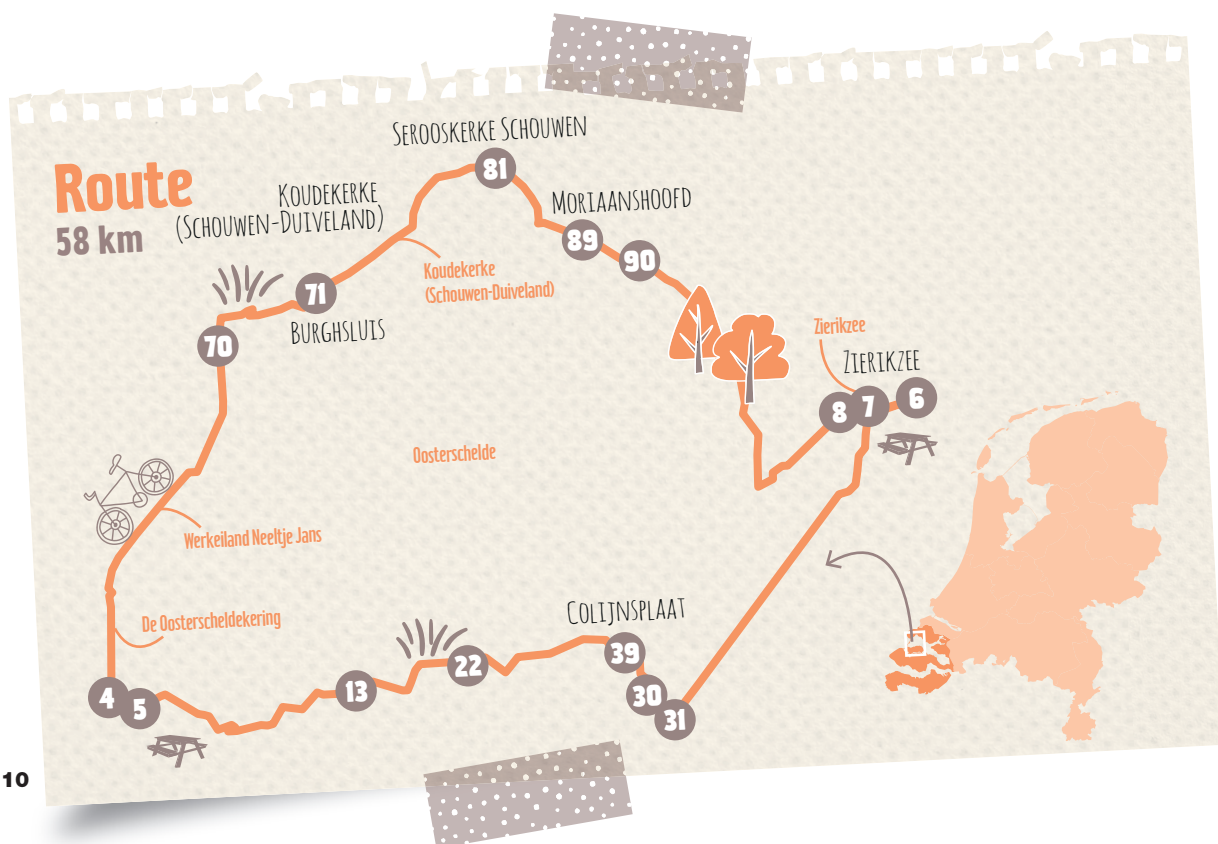 Route
58 km
SEROOSKERKE SCHOUWEN
81
KOUDEKERKE
(SCHOUWEN-DUIVELAND)
MORIAANSHOOFD
89
90
Koudekerke
(Schouwen-Duiveland)
71
BURGHSLUIS
70
Zierikzee
ZIERIKZEE
8
7
6
Oosterschelde
Werkeiland Neeltje Jans
De Oosterscheldekering
COLIJNSPLAAT
39
22
13
30
31
4
5
10